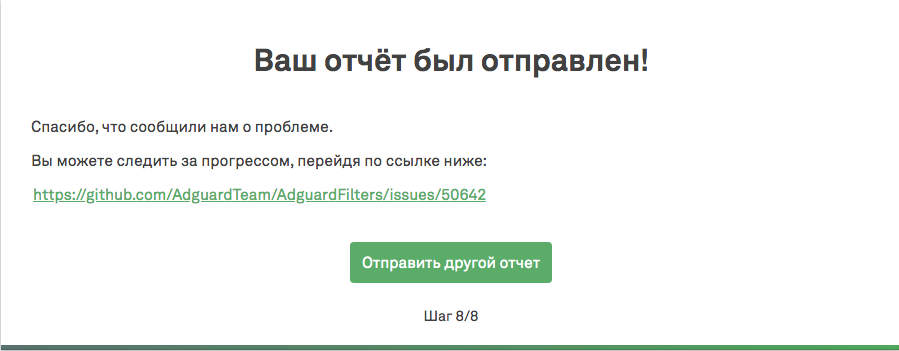 Ваш отчёт был отправлен!
Спасибо, что сообщили нам о проблеме.
Вы можете следить за прогрессом, перейдя по ссылке ниже:
https://github.com/AdguardTeam/AdguardFilters/issues/50642
Отправить другой отчет
Шаг 8/8